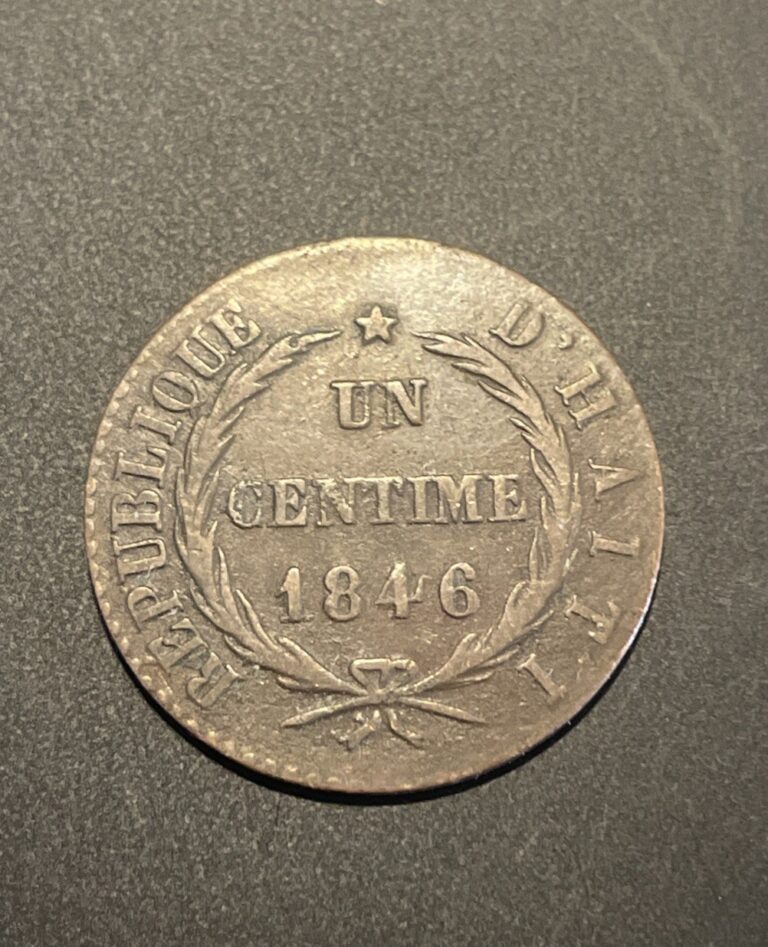 REPUBLIQUE D'HAITI
UN
CENTIME
1846